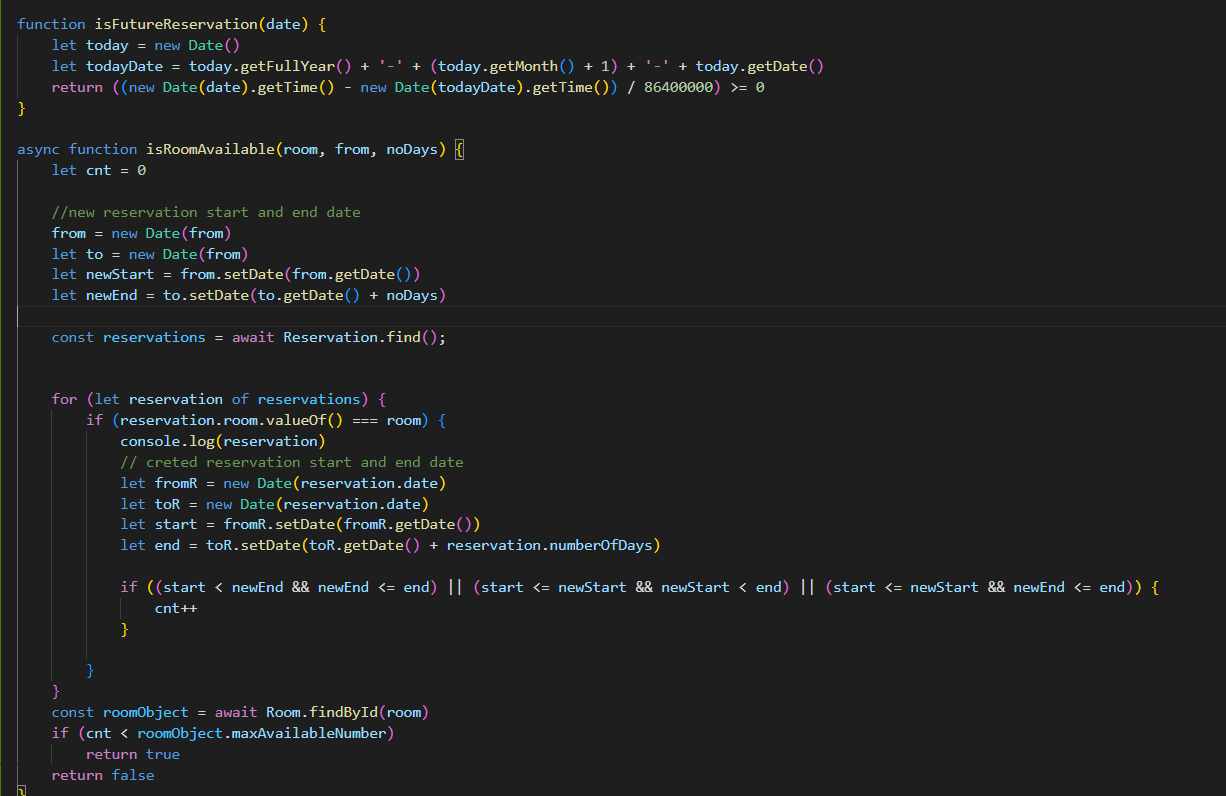 function isFutureReservation(date) {
    let today = new Date()
    let todayDate = today.getFullYear() + '-' + (today.getMonth() + 1) + '-' + today.getDate()
    return ((new Date(date).getTime() - new Date(todayDate).getTime()) / 86400000) >= 0
}
async function isRoomAvailable(room, from, noDays) {
    let cnt = 0
    //new reservation start and end date
    from = new Date(from)
    let to = new Date(from)
    let newStart = from.setDate(from.getDate())
    let newEnd = to.setDate(to.getDate() + noDays)
    const reservations = await Reservation.find();
    for (let reservation of reservations) {
        if (reservation.room.valueOf() === room) {
            console.log(reservation)
            // creted reservation start and end date
            let fromR = new Date(reservation.date)
            let toR = new Date(reservation.date)
            let start = fromR.setDate(fromR.getDate())
            let end = toR.setDate(toR.getDate() + reservation.numberOfDays)
            if ((start < newEnd && newEnd <= end) || (start <= newStart && newStart < end) || (start <= newStart && newEnd <= end)) {
                cnt++
            }
        }
    }
    const roomObject = await Room.findById(room)
    if (cnt < roomObject.maxAvailableNumber)
        return true
    return false
}